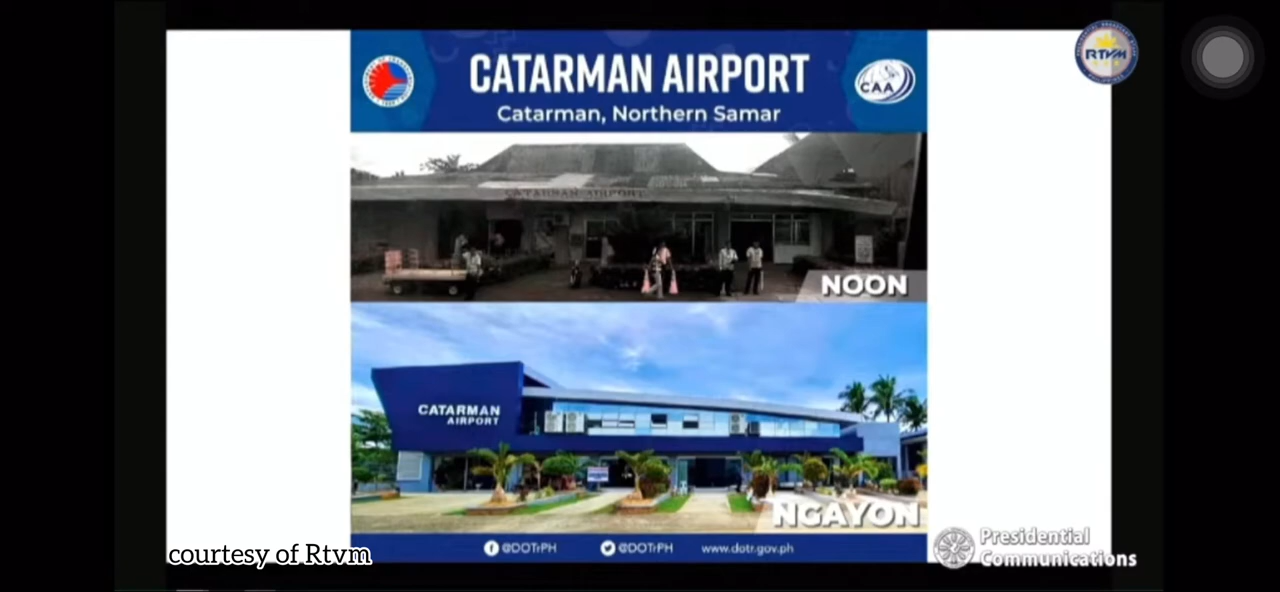 CATARMAN AIRPORT
Catarman, Northern Samar
CAA
RTVM
CATARMAN AIRPORT
NOON
CATARMAN
AIRPORT
NGAYON
@DOTrPH @DOTrPH www.dotr.gov.ph
courtesy of Rtvm
Presidential
Communications